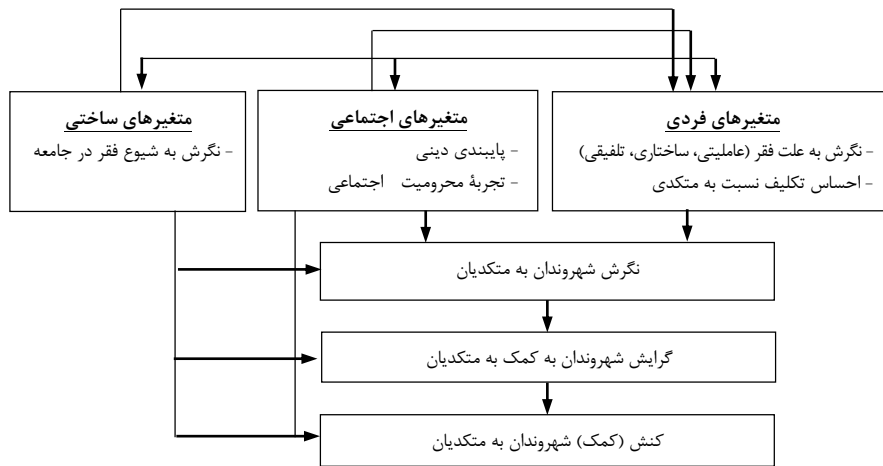 متغیرهای فردی
- نگرش به علت فقر (عاملیتی، ساختاری، تلفیقی)
- احساس تکلیف نسبت به متکدی
متغیرهای اجتماعی
- پایبندی دینی
- تجربۀ محرومیت اجتماعی
متغیرهای ساختی
- نگرش به شیوع فقر در جامعه
نگرش شهروندان به متکدیان
گرایش شهروندان به کمک به متکدیان
کنش (کمک) شهروندان به متکدیان